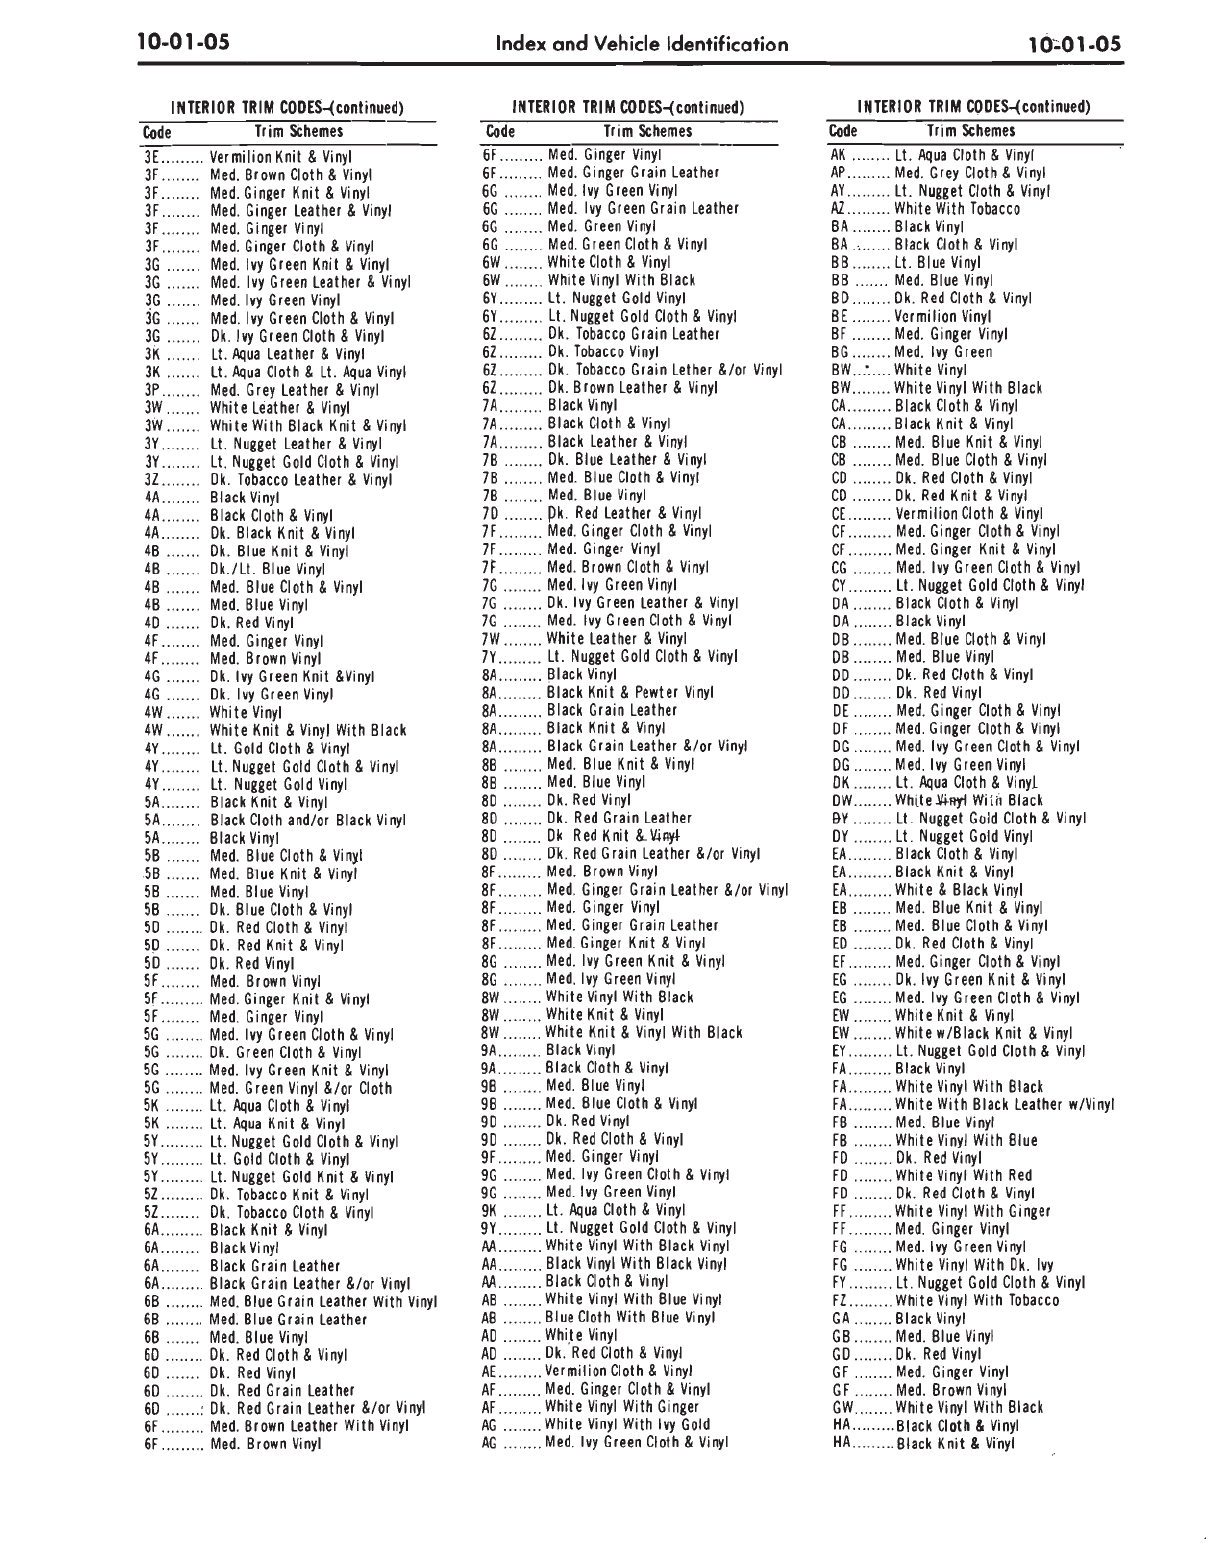 10-01-05
Index and Vehicle Identification
10-01-05
INTERIOR TRIM CODES-(continued)
Code Trim Schemes
3E........ Vermilion Knit & Vinyl
3F........ Med. Brown Cloth & Vinyl
3F........ Med. Ginger Knit & Vinyl
3F........ Med. Ginger Leather & Vinyl
3F........ Med. Ginger Vinyl
3F........ Med. Ginger Cloth & Vinyl
3G ....... Med. Ivy Green Knit & Vinyl
3G ....... Med. Ivy Green Leather & Vinyl
3G ....... Med. Ivy Green Vinyl
3G ....... Med. Ivy Green Cloth & Vinyl
3G ....... Dk. Ivy Green Cloth & Vinyl
3K ....... Lt. Aqua Leather & Vinyl
3K ....... Lt. Aqua Cloth & Lt. Aqua Vinyl
3P........ Med. Grey Leather & Vinyl
3W ....... White Leather & Vinyl
3W ....... White With Black Knit & Vinyl
3Y........ Lt. Nugget Leather & Vinyl
3Y........ Lt. Nugget Gold Cloth & Vinyl
3Z........ Dk. Tobacco Leather & Vinyl
4A........ Black Vinyl
4A........ Black Cloth & Vinyl
4A........ Dk. Black Knit & Vinyl
4B ....... Dk. Blue Knit & Vinyl
4B ....... Dk./Lt. Blue Vinyl
4B ....... Med. Blue Cloth & Vinyl
4B ....... Med. Blue Vinyl
4D ....... Dk. Red Vinyl
4F........ Med. Ginger Vinyl
4F........ Med. Brown Vinyl
4G ....... Dk. Ivy Green Knit &Vinyl
4G ....... Dk. Ivy Green Vinyl
4W ....... White Vinyl
4W ....... White Knit & Vinyl With Black
4Y........ Lt. Gold Cloth & Vinyl
4Y........ Lt. Nugget Gold Cloth & Vinyl
4Y........ Lt. Nugget Gold Vinyl
5A........ Black Knit & Vinyl
5A........ Black Cloth and/or Black Vinyl
5A........ Black Vinyl
5B ....... Med. Blue Cloth & Vinyl
5B ....... Med. Blue Knit & Vinyl
5B ....... Med. Blue Vinyl
5B ....... Dk. Blue Cloth & Vinyl
5D ........ Dk. Red Cloth & Vinyl
5D ....... Dk. Red Knit & Vinyl
5D ....... Dk. Red Vinyl
5F........ Med. Brown Vinyl
5F......... Med. Ginger Knit & Vinyl
5F........ Med. Ginger Vinyl
5G ........ Med. Ivy Green Cloth & Vinyl
5G ........ Dk. Green Cloth & Vinyl
5G ........ Med. Ivy Green Knit & Vinyl
5G ........ Med. Green Vinyl &/or Cloth
5K ........ Lt. Aqua Cloth & Vinyl
5K ........ Lt. Aqua Knit & Vinyl
5Y......... Lt. Nugget Gold Cloth & Vinyl
5Y......... Lt. Gold Cloth & Vinyl
5Y......... Lt. Nugget Gold Knit & Vinyl
5Z......... Dk. Tobacco Knit & Vinyl
5Z........ Dk. Tobacco Cloth & Vinyl
6A........ Black Knit & Vinyl
6A........ Black Vinyl
6A........ Black Grain Leather
6A......... Black Grain Leather &/or Vinyl
6B ........ Med. Blue Grain Leather With Vinyl
6B ........ Med. Blue Grain Leather
6B ....... Med. Blue Vinyl
6D ........ Dk. Red Cloth & Vinyl
6D ....... Dk. Red Vinyl
6D ........ Dk. Red Grain Leather
6D .......: Dk. Red Grain Leather &/or Vinyl
6F ......... Med. Brown Leather With Vinyl
6F ......... Med. Brown Vinyl
INTERIOR TRIM CODES-(continued)
Code Trim Schemes
6F......... Med. Ginger Vinyl
6F......... Med. Ginger Grain Leather
6G ........ Med. Ivy Green Vinyl
6G ........ Med. Ivy Green Grain Leather
6G ........ Med. Green Vinyl
6G ........ Med. Green Cloth & Vinyl
6W ........ White Cloth & Vinyl
6W ........ White Vinyl With Black
6Y......... Lt. Nugget Gold Vinyl
6Y......... Lt. Nugget Gold Cloth & Vinyl
6Z......... Dk. Tobacco Grain Leather
6Z......... Dk. Tobacco Vinyl
6Z......... Dk. Tobacco Grain Lether &/or Vinyl
6Z......... Dk. Brown Leather & Vinyl
7A......... Black Vinyl
7A......... Black Cloth & Vinyl
7A......... Black Leather & Vinyl
7B ........ Dk. Blue Leather & Vinyl
7B ........ Med. Blue Cloth & Vinyl
7B ........ Med. Blue Vinyl
7D ........ Dk. Red Leather & Vinyl
7F......... Med. Ginger Cloth & Vinyl
7F......... Med. Ginger Vinyl
7F......... Med. Brown Cloth & Vinyl
7G ........ Med. Ivy Green Vinyl
7G ........ Dk. Ivy Green Leather & Vinyl
7G ........ Med. Ivy Green Cloth & Vinyl
7W ........ White Leather & Vinyl
7Y......... Lt. Nugget Gold Cloth & Vinyl
8A......... Black Vinyl
8A......... Black Knit & Pewter Vinyl
8A......... Black Grain Leather
8A......... Black Knit & Vinyl
8A......... Black Grain Leather &/or Vinyl
8B ........ Med. Blue Knit & Vinyl
8B ........ Med. Blue Vinyl
8D ........ Dk. Red Vinyl
8D ........ Dk. Red Grain Leather
8D ........ Dk Red Knit & Vinyl
8D ........ Dk. Red Grain Leather &/or Vinyl
8F......... Med. Brown Vinyl
8F......... Med. Ginger Grain Leather &/or Vinyl
8F......... Med. Ginger Vinyl
8F......... Med. Ginger Grain Leather
8F......... Med. Ginger Knit & Vinyl
8G ........ Med. Ivy Green Knit & Vinyl
8G ........ Med. Ivy Green Vinyl
8W ........ White Vinyl With Black
8W ........ White Knit & Vinyl
8W ........ White Knit & Vinyl With Black
9A......... Black Vinyl
9A......... Black Cloth & Vinyl
9B ........ Med. Blue Vinyl
9B ........ Med. Blue Cloth & Vinyl
9D ........ Dk. Red Vinyl
9D ........ Dk. Red Cloth & Vinyl
9F......... Med. Ginger Vinyl
9G ........ Med. Ivy Green Cloth & Vinyl
9G ........ Med. Ivy Green Vinyl
9K ........ Lt. Aqua Cloth & Vinyl
9Y......... Lt. Nugget Gold Cloth & Vinyl
AA......... White Vinyl With Black Vinyl
AA......... Black Vinyl With Black Vinyl
AA......... Black Cloth & Vinyl
AB ........ White Vinyl With Blue Vinyl
AB ........ Blue Cloth With Blue Vinyl
AD ........ White Vinyl
AD ........ Dk. Red Cloth & Vinyl
AE......... Vermilion Cloth & Vinyl
AF......... Med. Ginger Cloth & Vinyl
AF......... White Vinyl With Ginger
AG ........ White Vinyl With Ivy Gold
AG ........ Med. Ivy Green Cloth & Vinyl
INTERIOR TRIM CODES-(continued)
Code Trim Schemes
AK ........ Lt. Aqua Cloth & Vinyl
AP......... Med. Grey Cloth & Vinyl
AY......... Lt. Nugget Cloth & Vinyl
AZ......... White With Tobacco
BA ........ Black Vinyl
BA ........ Black Cloth & Vinyl
BB ........ Lt. Blue Vinyl
BB ....... Med. Blue Vinyl
BD........ Dk. Red Cloth & Vinyl
BE ........ Vermilion Vinyl
BF ........ Med. Ginger Vinyl
BG........ Med. Ivy Green
BW........ White Vinyl
BW........ White Vinyl With Black
CA......... Black Cloth & Vinyl
CA......... Black Knit & Vinyl
CB ........ Med. Blue Knit & Vinyl
CB ........ Med. Blue Cloth & Vinyl
CD ........ Dk. Red Cloth & Vinyl
CD ........ Dk. Red Knit & Vinyl
CE......... Vermilion Cloth & Vinyl
CF......... Med. Ginger Cloth & Vinyl
CF......... Med. Ginger Knit & Vinyl
CG ........ Med. Ivy Green Cloth & Vinyl
CY......... Lt. Nugget Gold Cloth & Vinyl
DA ........ Black Cloth & Vinyl
DA ........ Black Vinyl
DB ........ Med. Blue Cloth & Vinyl
DB ........ Med. Blue Vinyl
DD ........ Dk. Red Cloth & Vinyl
DD ........ Dk. Red Vinyl
DE ........ Med. Ginger Cloth & Vinyl
DF ........ Med. Ginger Cloth & Vinyl
DG ........ Med. Ivy Green Cloth & Vinyl
DG ........ Med. Ivy Green Vinyl
DK ........ Lt. Aqua Cloth & Vinyl
DW........ White Vinyl With Black
DY ........ Lt. Nugget Gold Cloth & Vinyl
DY ........ Lt. Nugget Gold Vinyl
EA......... Black Cloth & Vinyl
EA......... Black Knit & Vinyl
EA......... White & Black Vinyl
EB ........ Med. Blue Knit & Vinyl
EB ........ Med. Blue Cloth & Vinyl
ED ........ Dk. Red Cloth & Vinyl
EF......... Med. Ginger Cloth & Vinyl
EG ........ Dk. Ivy Green Knit & Vinyl
EG ........ Med. Ivy Green Cloth & Vinyl
EW ........ White Knit & Vinyl
EW ........ White w/Black Knit & Vinyl
EY......... Lt. Nugget Gold Cloth & Vinyl
FA......... Black Vinyl
FA......... White Vinyl With Black
FA......... White With Black Leather w/Vinyl
FB ........ Med. Blue Vinyl
FB ........ White Vinyl With Blue
FD ........ Dk. Red Vinyl
FD ........ White Vinyl With Red
FD ........ Dk. Red Cloth & Vinyl
FF......... White Vinyl With Ginger
FF......... Med. Ginger Vinyl
FG ........ Med. Ivy Green Vinyl
FG ........ White Vinyl With Dk. Ivy
FY......... Lt. Nugget Gold Cloth & Vinyl
FZ......... White Vinyl With Tobacco
GA ........ Black Vinyl
GB........ Med. Blue Vinyl
GD........ Dk. Red Vinyl
GF ........ Med. Ginger Vinyl
GF ........ Med. Brown Vinyl
GW........ White Vinyl With Black
HA......... Black Cloth & Vinyl
HA......... Black Knit & Vinyl